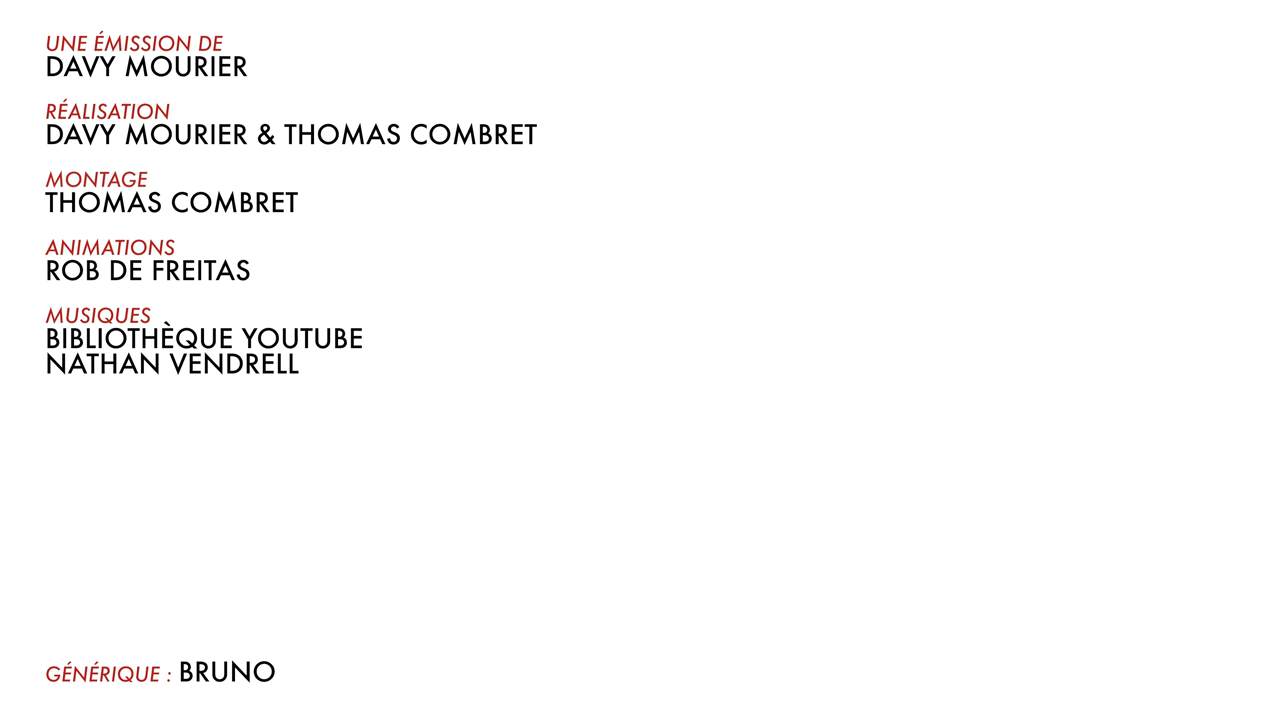 UNE ÉMISSION DE
DAVY MOURIER
RÉALISATION
DAVY MOURIER & THOMAS COMBRET
MONTAGE
THOMAS COMBRET
ANIMATIONS
ROB DE FREITAS
MUSIQUES
BIBLIOTHÈQUE YOUTUBE
NATHAN VENDRELL
GÉNÉRIQUE : BRUNO